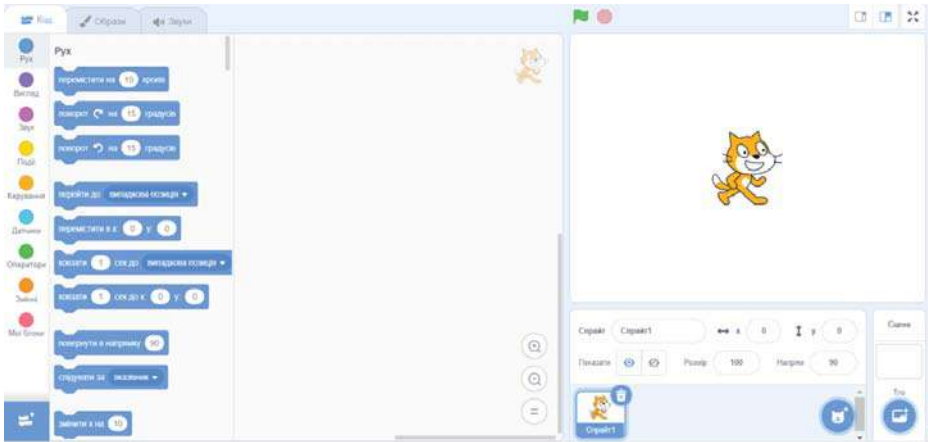 Код
Образи
Звуки
Рух
Вигляд
Звук
Події
Керування
Датчики
Оператори
Змінні
Мої блоки
Рух
перемістити на 10 кроків
поворот на 15 градусів
поворот на 15 градусів
перейти до випадкова позиція
перемістити в x: 0 y: 0
ковзати 1 сек до випадкова позиція
ковзати 1 сек до x: 0 y: 0
повернути в напрямку 90
слідувати за вказівник
змінити x на 10
Спрайт Спрайт1 x 0 y 0
Показати Розмір 100 Напрям 90
Спрайт1
Сцена
Тло